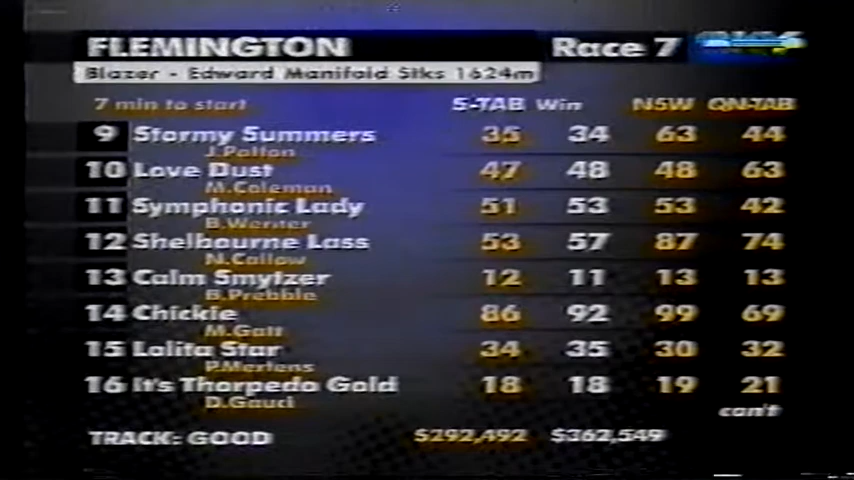 FLEMINGTON Race 7
Blazer - Edward Manifold Stks 1624m
7 min to start S-TAB Win NSW QN-TAB
9 Stormy Summers 35 34 63 44
J.Patton
10 Love Dust 47 48 48 63
M.Coleman
11 Symphonic Lady 51 53 53 42
B.Werner
12 Shelbourne Lass 53 57 87 74
N.Callow
13 Calm Smytzer 12 11 13 13
B.Prebble
14 Chickie 86 92 99 69
M.Gatt
15 Lolita Star 34 35 30 32
P.Mertens
16 It's Thorpedo Gold 18 18 19 21
D.Gauci
can't
TRACK: GOOD $292,492 $362,549